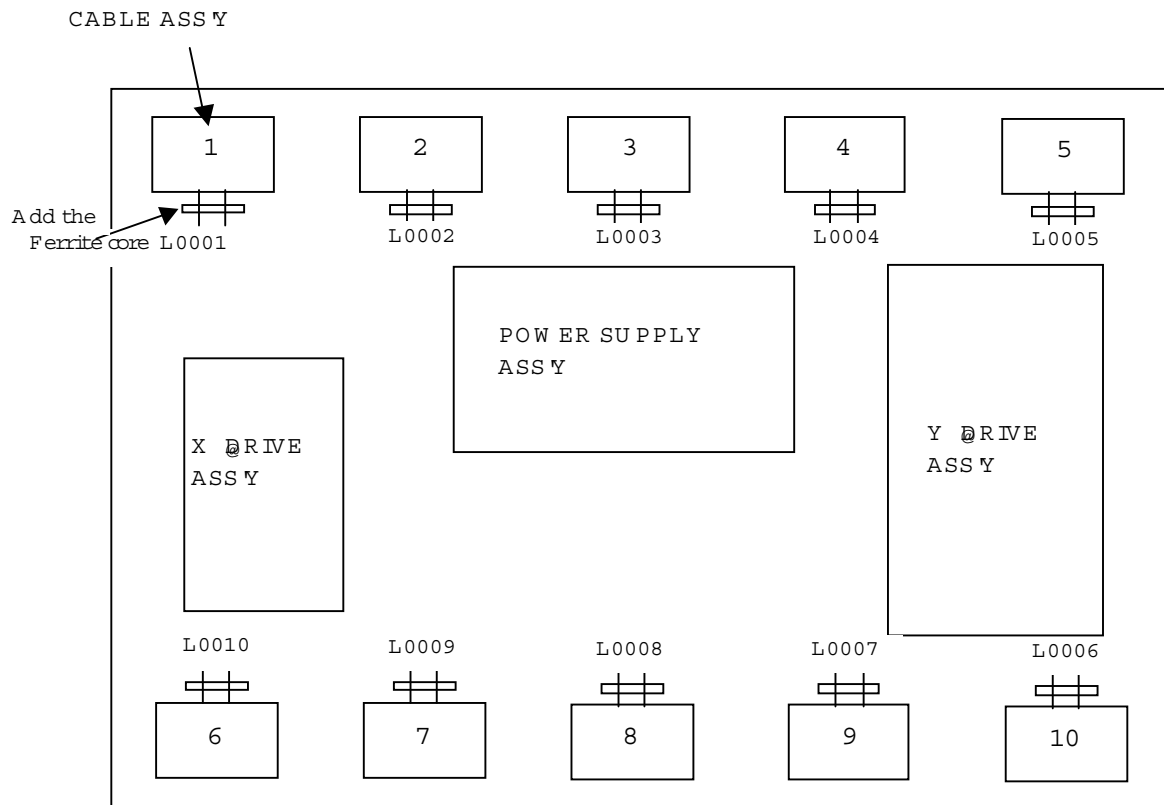 CABLE ASS'Y
1
2
3
4
5
Add the
Ferrite core L0001
L0002
L0003
L0004
L0005
POWER SUPPLY
ASS'Y
X @DRIVE
ASS'Y
Y @DRIVE
ASS'Y
L0010
L0009
L0008
L0007
L0006
6
7
8
9
10